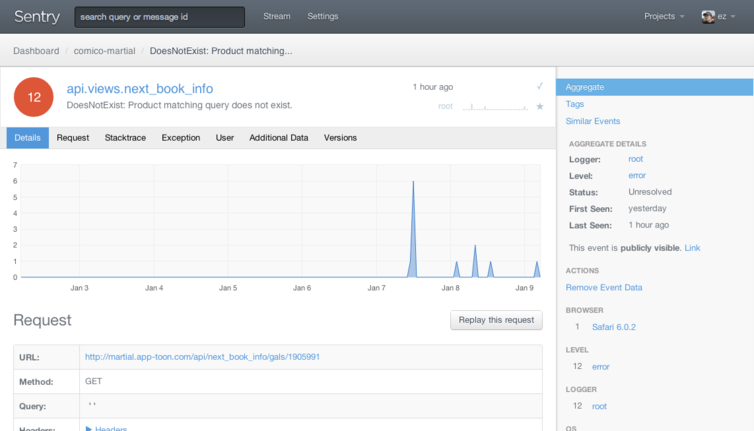 Sentry search query or message id Stream Settings Projects ez
Dashboard / comico-martial / DoesNotExist: Product matching...
12
api.views.next_book_info
DoesNotExist: Product matching query does not exist.
1 hour ago ✓
root ★
Details Request Stacktrace Exception User Additional Data Versions
7
6
5
4
3
2
1
0
Jan 3 Jan 4 Jan 5 Jan 6 Jan 7 Jan 8 Jan 9
Request
Replay this request
URL: http://martial.app-toon.com/api/next_book_info/gals/1905991
Method: GET
Query: ''
Headers: ▶ Headers
Aggregate
Tags
Similar Events
AGGREGATE DETAILS
Logger: root
Level: error
Status: Unresolved
First Seen: yesterday
Last Seen: 1 hour ago
This event is publicly visible. Link
ACTIONS
Remove Event Data
BROWSER
1 Safari 6.0.2
LEVEL
12 error
LOGGER
12 root
OS